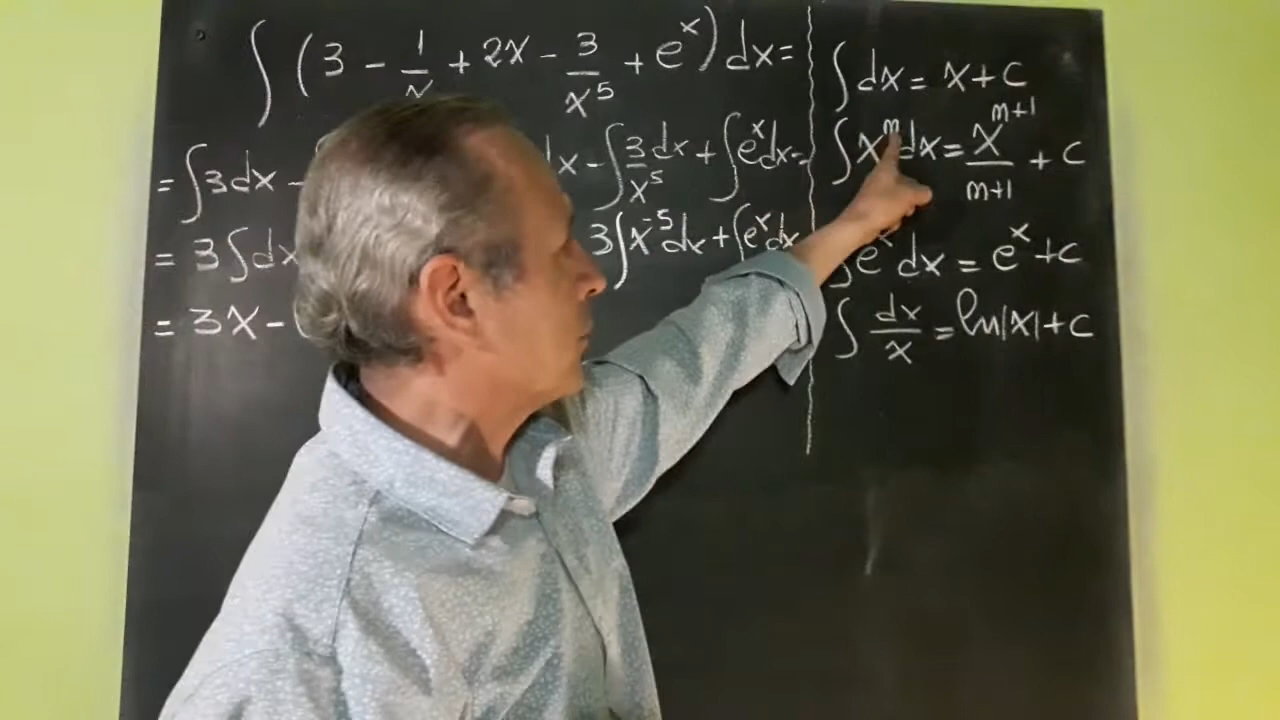 ∫(3 - 1/x + 2x - 3/x⁵ + eˣ)dx=
=∫3dx - dx - ∫3/x⁵ dx + ∫eˣdx=
= 3∫dx 3∫x⁻⁵dx + ∫eˣdx
= 3x -
∫dx = x + c
∫xᵐdx = xᵐ⁺¹/m+1 + c
∫eˣdx = eˣ + c
∫dx/x = ln|x| + c